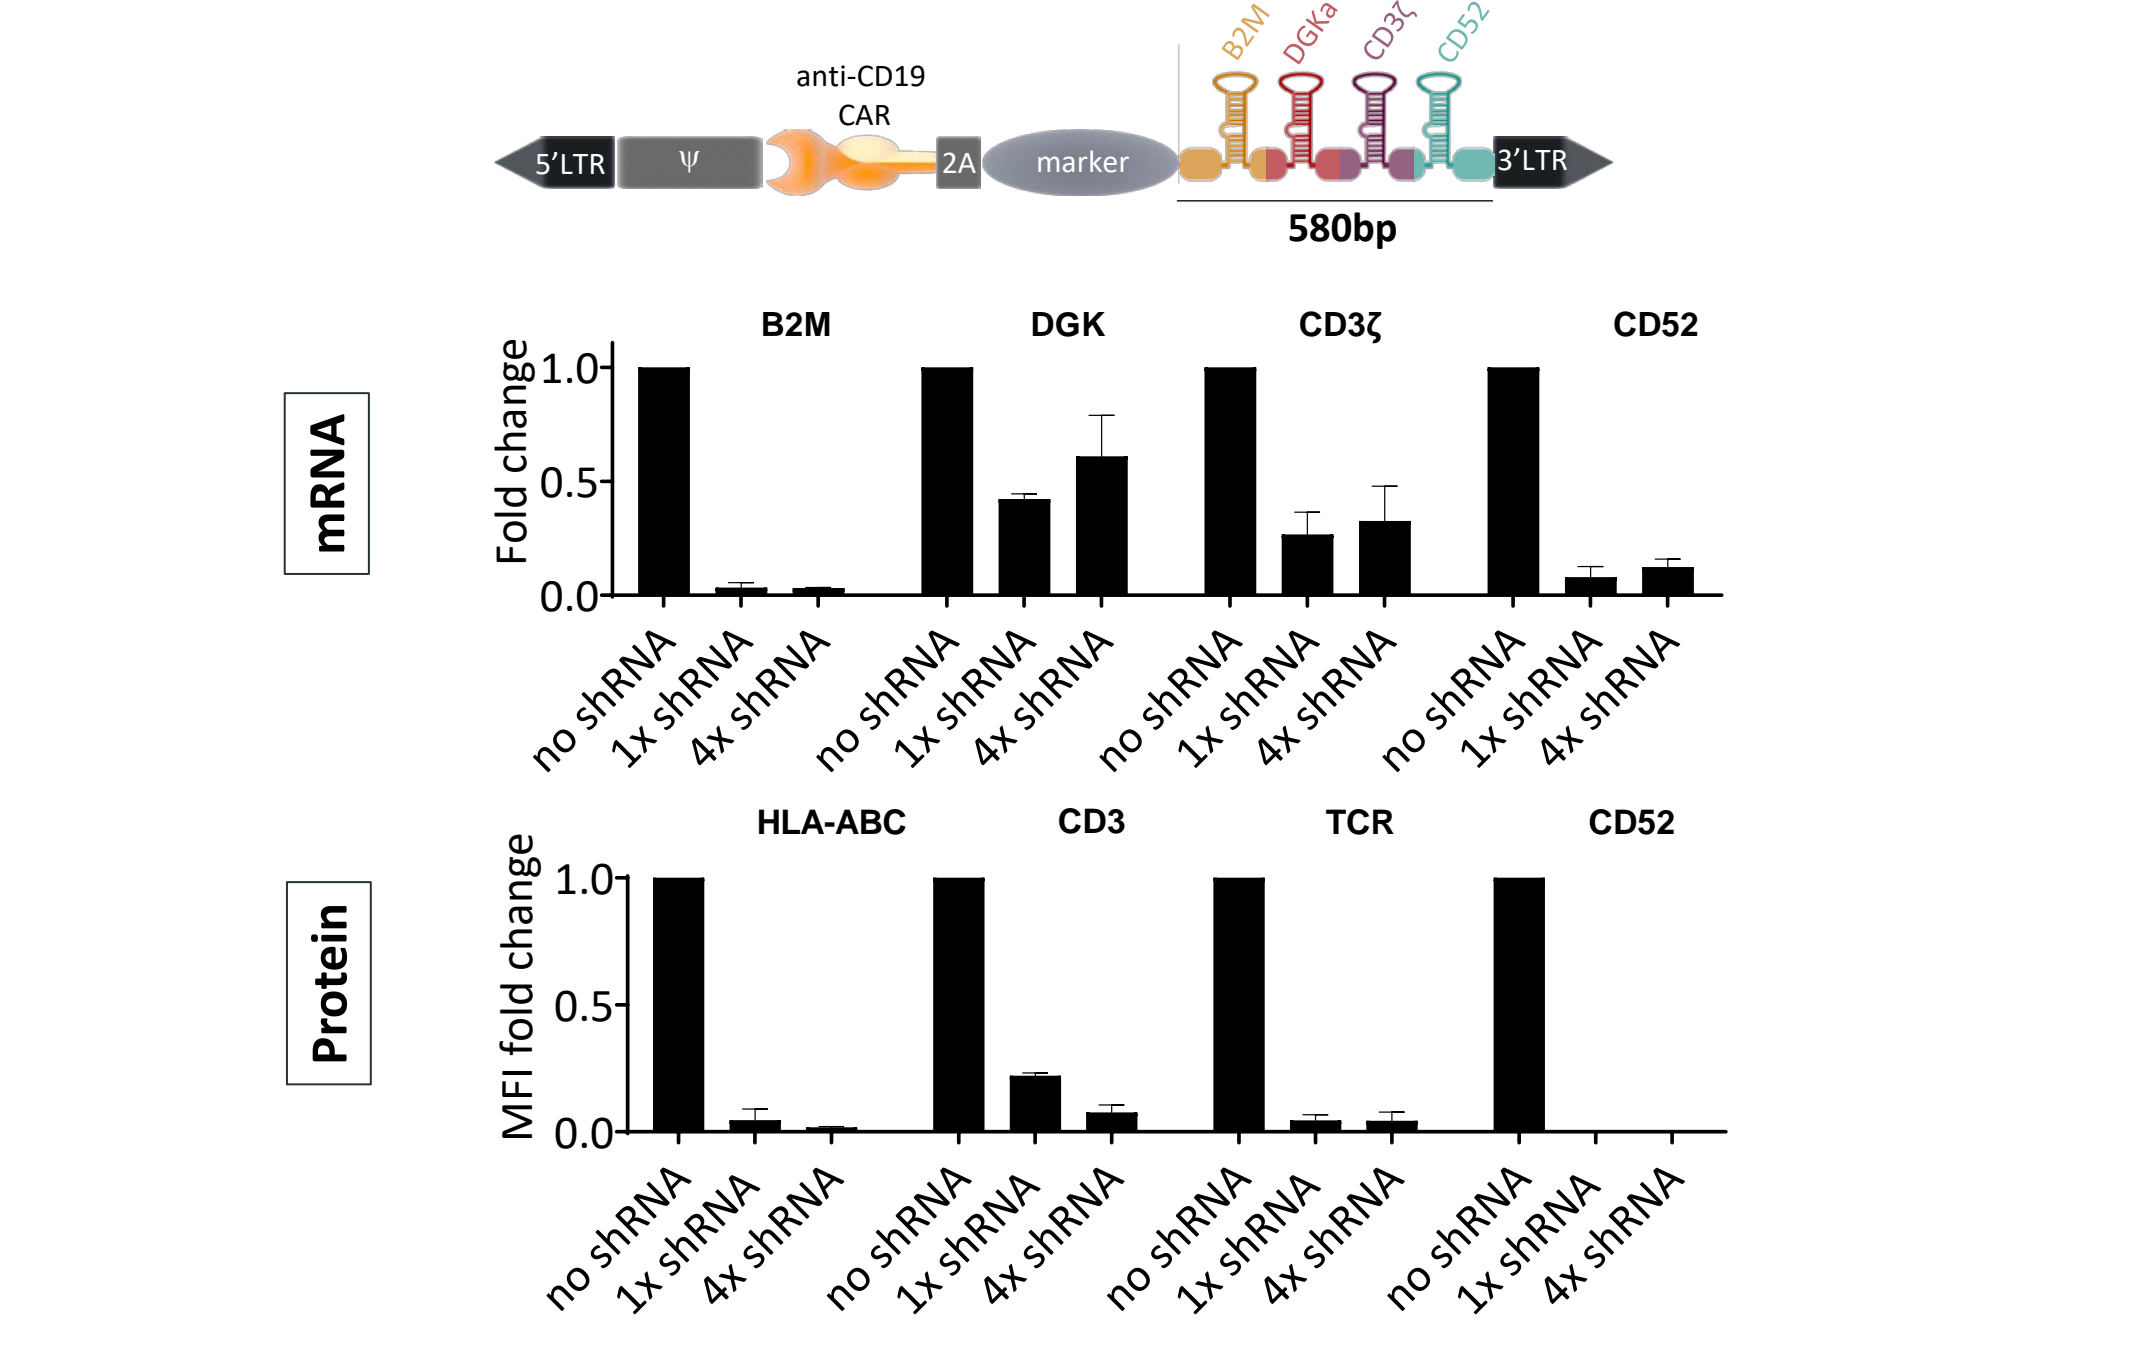 B2M DGKa CD3ζ CD52
anti-CD19
CAR
5’LTR ψ 2A marker 3’LTR
580bp
mRNA
B2M DGK CD3ζ CD52
Fold change
1.0
0.5
0.0
no shRNA 1x shRNA 4x shRNA no shRNA 1x shRNA 4x shRNA no shRNA 1x shRNA 4x shRNA no shRNA 1x shRNA 4x shRNA
Protein
HLA-ABC CD3 TCR CD52
MFI fold change
1.0
0.5
0.0
no shRNA 1x shRNA 4x shRNA no shRNA 1x shRNA 4x shRNA no shRNA 1x shRNA 4x shRNA no shRNA 1x shRNA 4x shRNA